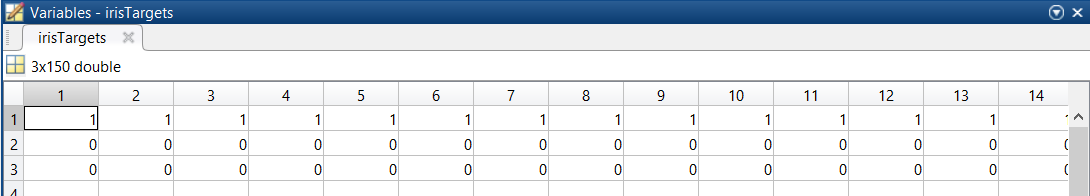 Variables - irisTargets
irisTargets
3x150 double
1 2 3 4 5 6 7 8 9 10 11 12 13 14
1 1 1 1 1 1 1 1 1 1 1 1 1 1 1
2 0 0 0 0 0 0 0 0 0 0 0 0 0 0
3 0 0 0 0 0 0 0 0 0 0 0 0 0 0
4